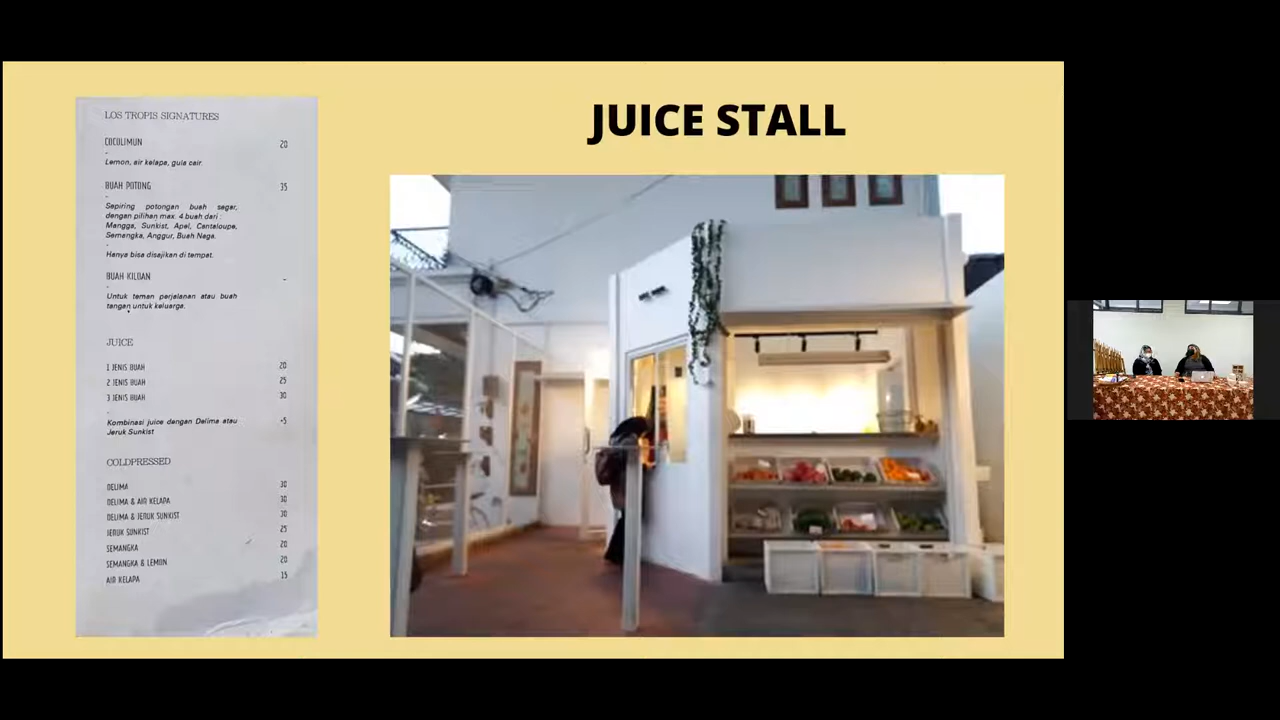 JUICE STALL
LOS TROPIS SIGNATURES
COCOLIMUN 20
-
Lemon, air kelapa, gula cair
BUAH POTONG 35
-
Sepiring potongan buah segar,
dengan pilihan max. 4 buah dari :
Mangga, Sunkist, Apel, Cantaloupe,
Semangka, Anggur, Buah Naga.
-
Hanya bisa disajikan di tempat.
BUAH KILOAN -
-
Untuk teman perjalanan atau buah
tangan untuk keluarga.
JUICE
1 JENIS BUAH 20
2 JENIS BUAH 25
3 JENIS BUAH 30
-
Kombinasi juice dengan Delima atau +5
Jeruk Sunkist
COLDPRESSED
DELIMA 30
DELIMA & AIR KELAPA 30
DELIMA & JERUK SUNKIST 30
JERUK SUNKIST 25
SEMANGKA 20
SEMANGKA & LEMON 20
AIR KELAPA 15